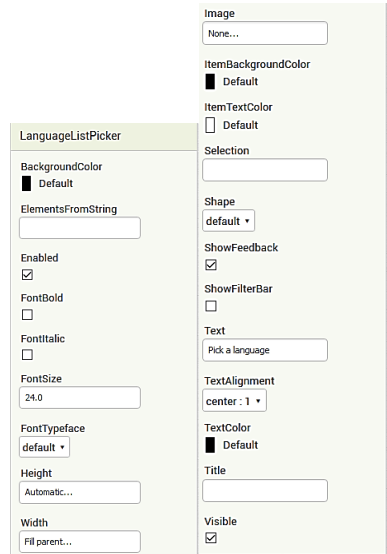 LanguageListPicker
BackgroundColor
Default
ElementsFromString
Enabled
FontBold
FontItalic
FontSize
24.0
FontTypeface
default
Height
Automatic...
Width
Fill parent...
Image
None...
ItemBackgroundColor
Default
ItemTextColor
Default
Selection
Shape
default
ShowFeedback
ShowFilterBar
Text
Pick a language
TextAlignment
center : 1
TextColor
Default
Title
Visible